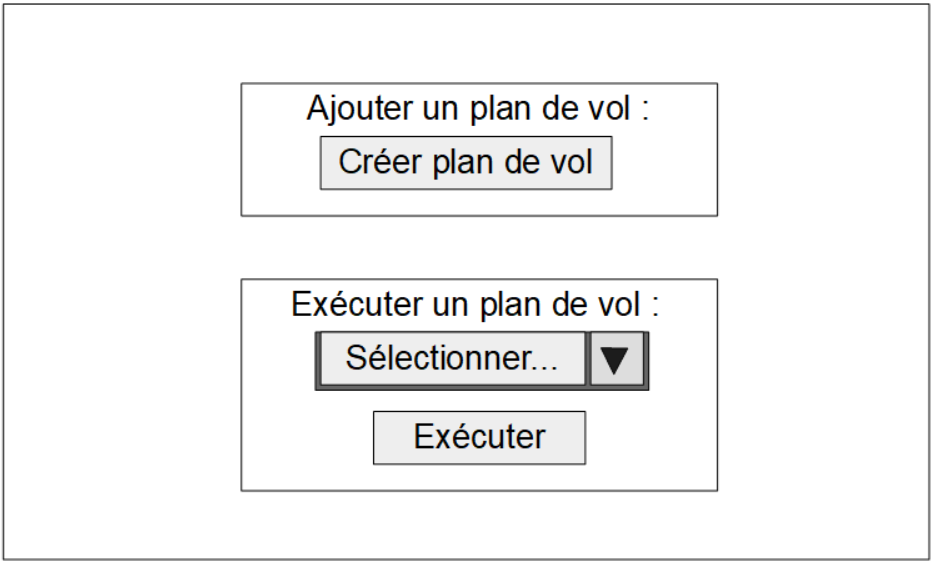 Ajouter un plan de vol :
Créer plan de vol
Exécuter un plan de vol :
Sélectionner...
Exécuter